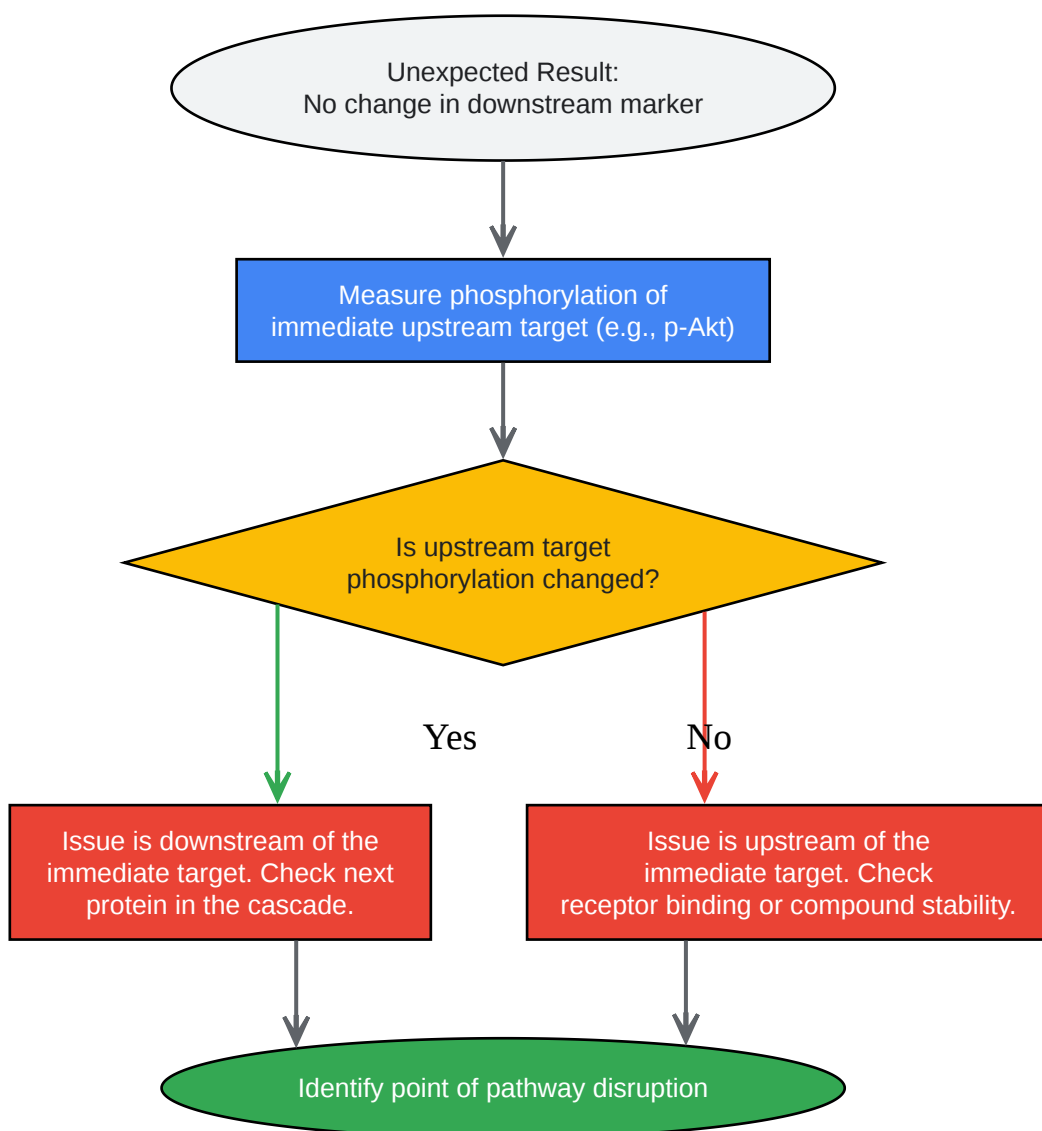 Unexpected Result:
No change in downstream marker
Measure phosphorylation of
immediate upstream target (e.g., p-Akt)
Is upstream target
phosphorylation changed?
Yes
No
Issue is downstream of the
immediate target. Check next
protein in the cascade.
Issue is upstream of the
immediate target. Check
receptor binding or compound stability.
Identify point of pathway disruption